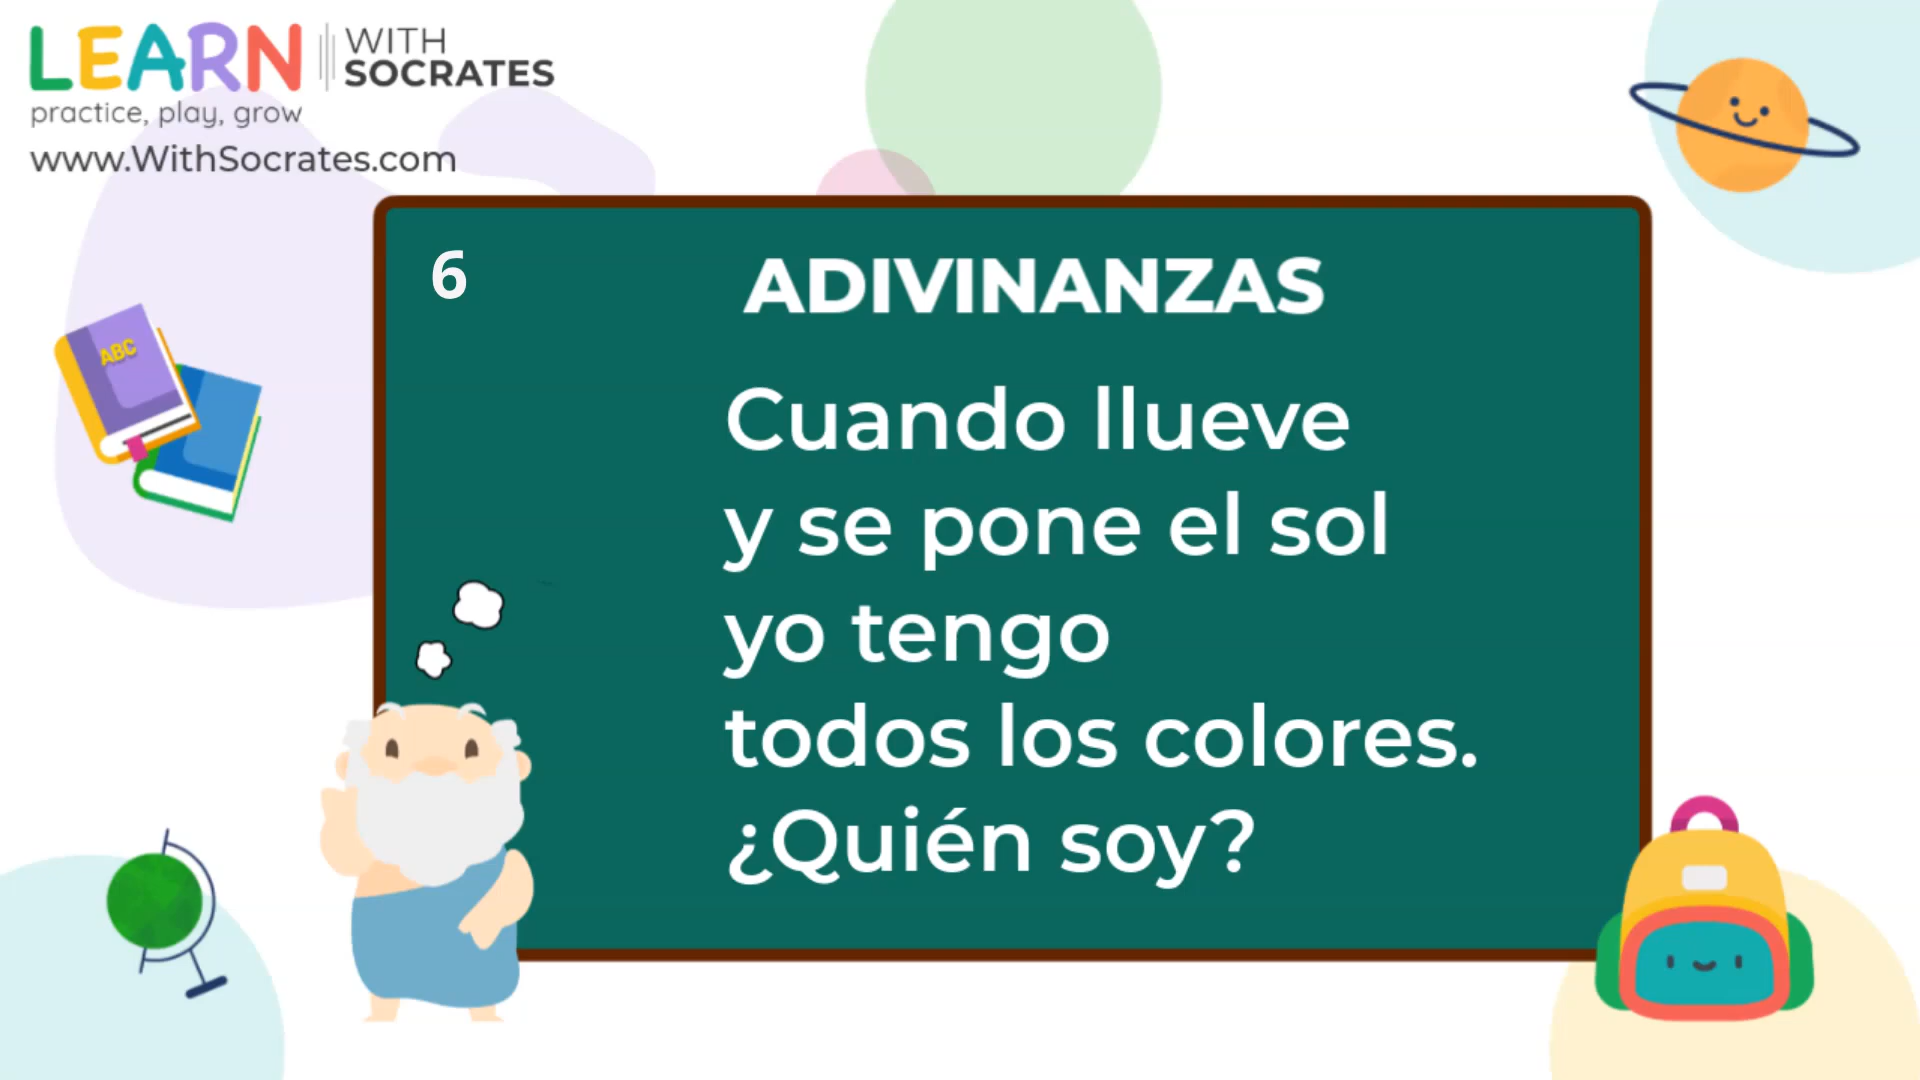 LEARN WITH SOCRATES
practice, play, grow
www.WithSocrates.com
6
ADIVINANZAS
Cuando llueve
y se pone el sol
yo tengo
todos los colores.
¿Quién soy?
ABC